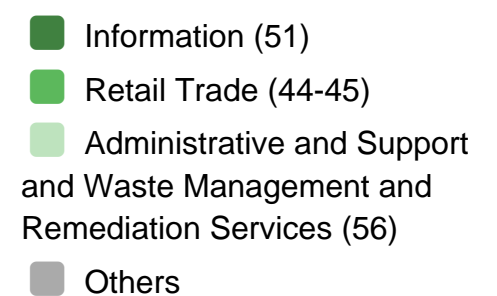 Information (51)
Retail Trade (44-45)
Administrative and Support
and Waste Management and
Remediation Services (56)
Others